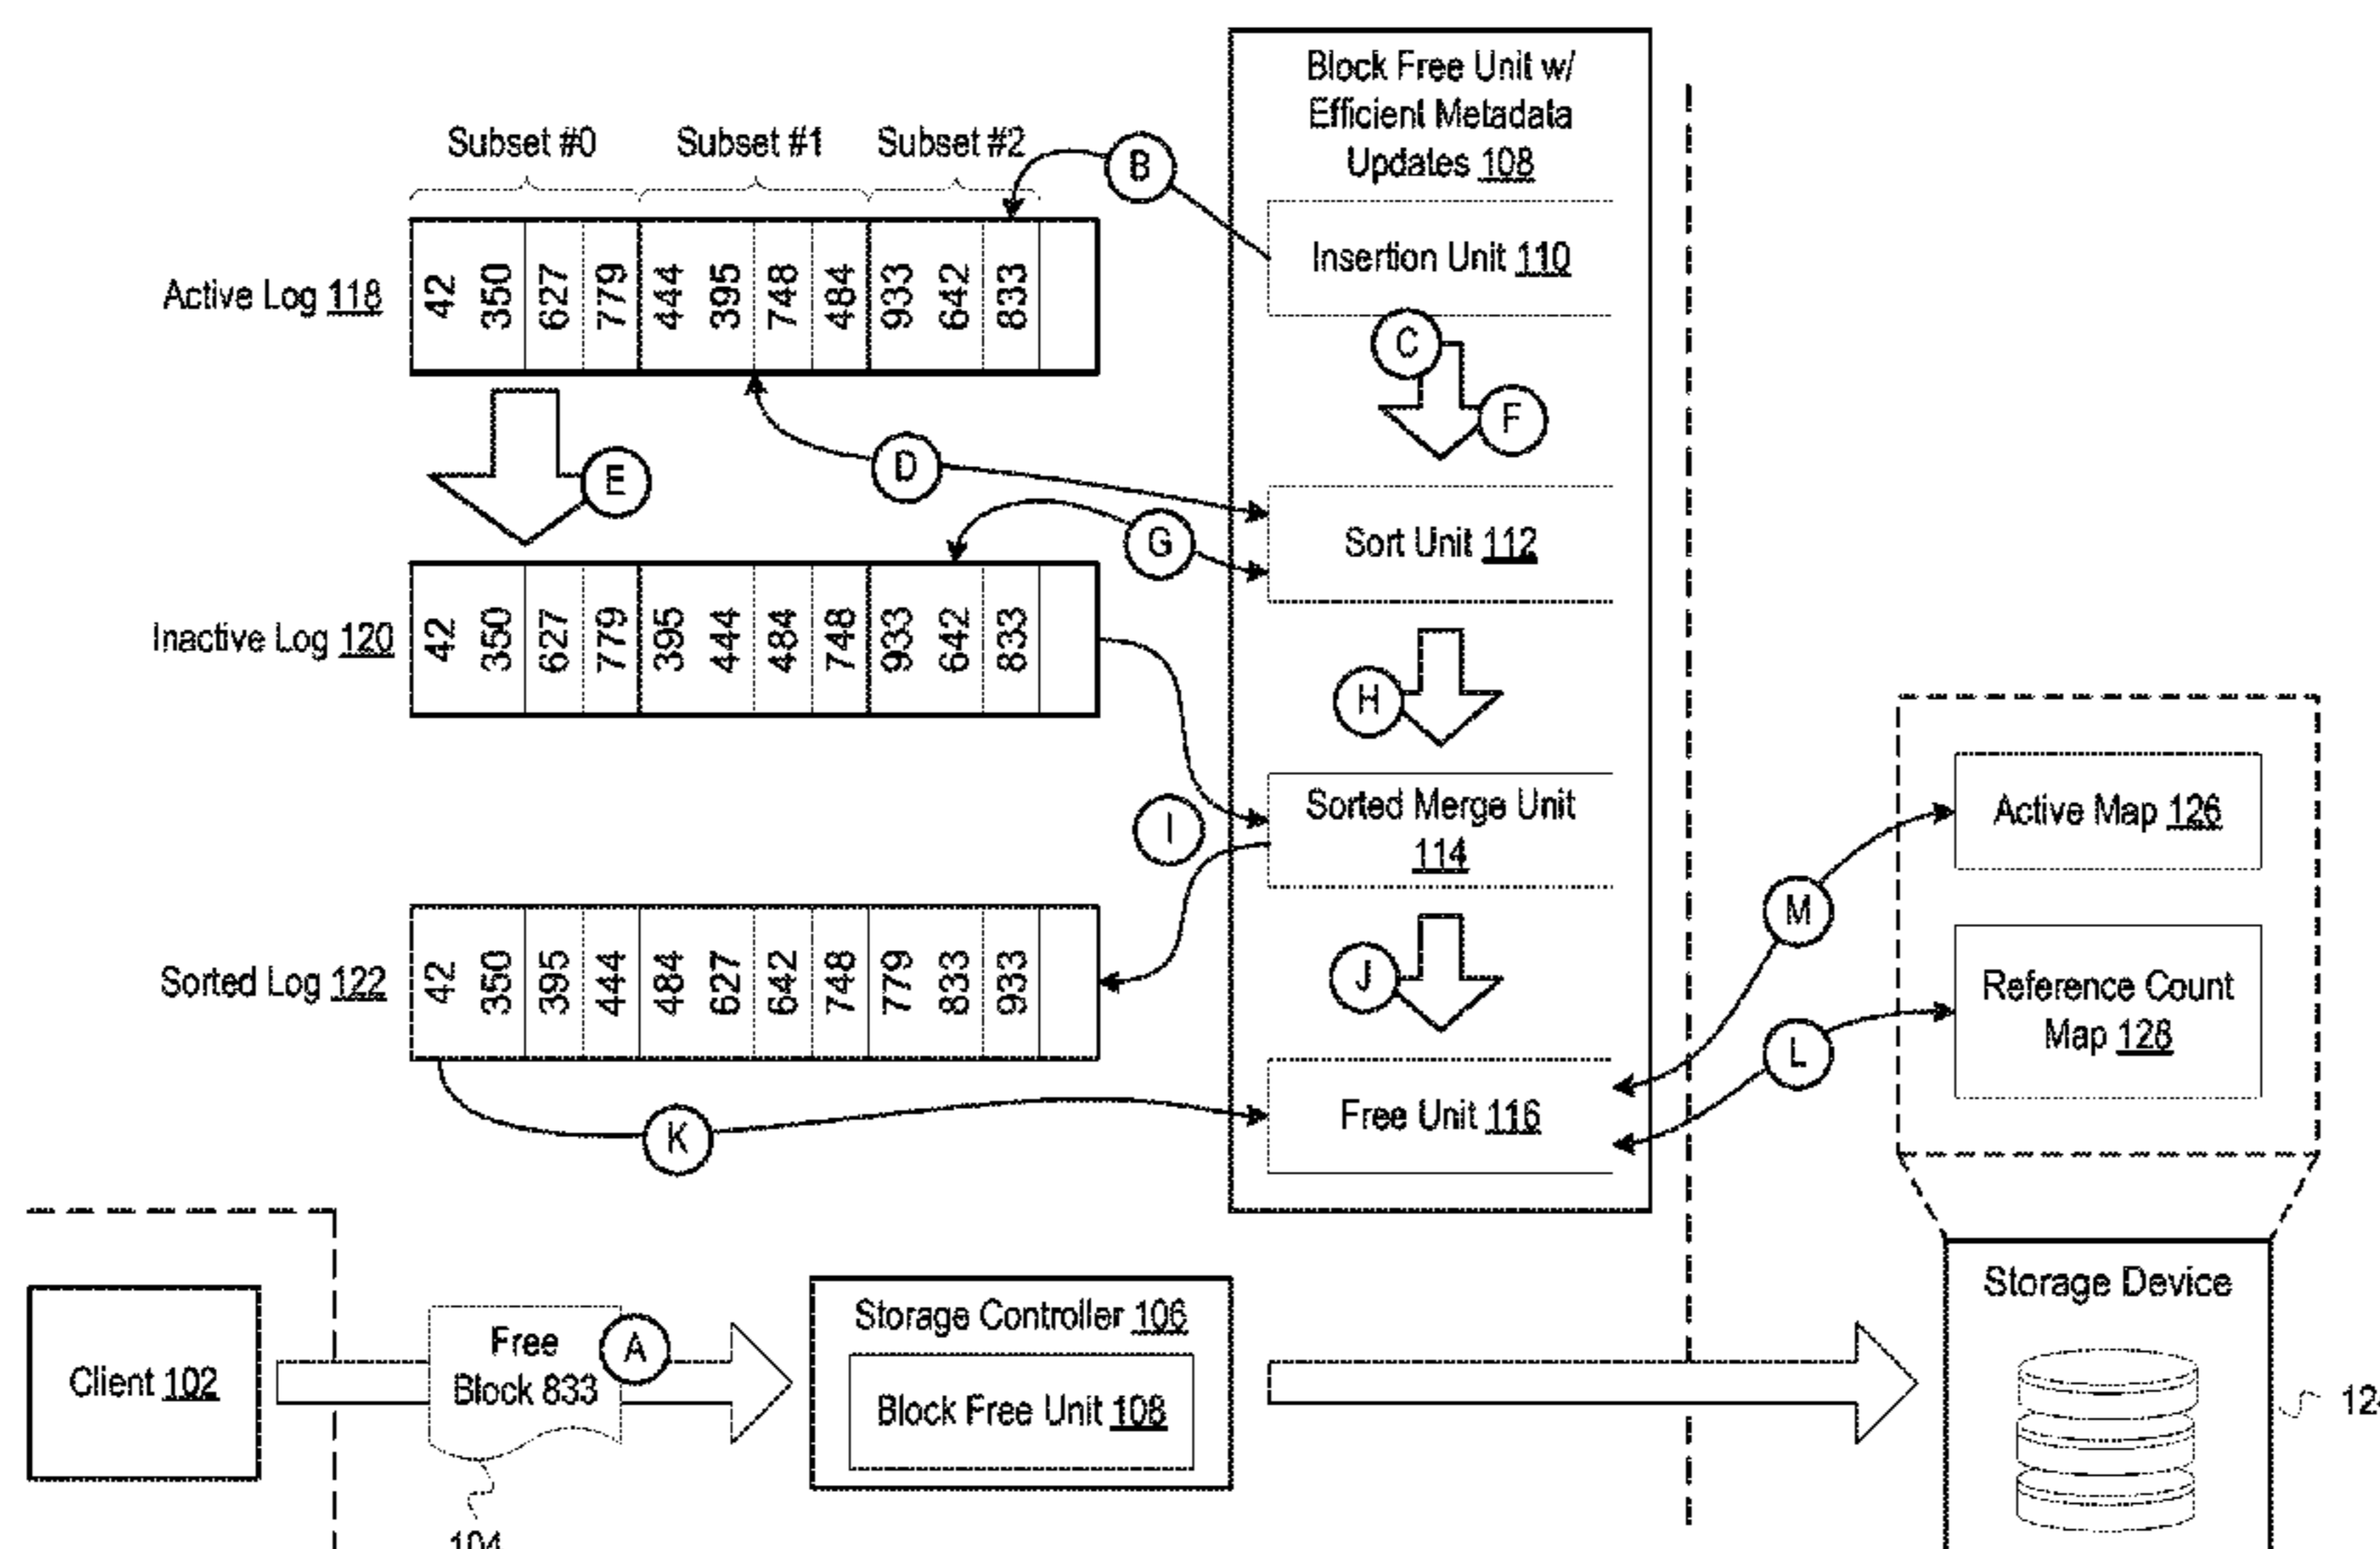 Block Free Unit w/
Efficient Metadata
Updates 108
Subset #0 Subset #1 Subset #2
B
Insertion Unit 110
Active Log 118
42 350 627 779 444 395 748 484 933 642 833
C
F
D
E
G
Sort Unit 112
Inactive Log 120
42 350 627 779 395 444 484 748 933 642 833
H
Sorted Merge Unit
114
I
Active Map 126
M
Sorted Log 122
42 350 395 444 484 627 642 748 779 833 933
J
Reference Count
Map 128
L
K
Free Unit 116
Client 102
Free
Block 833
A
104
Storage Controller 106
Block Free Unit 108
Storage Device